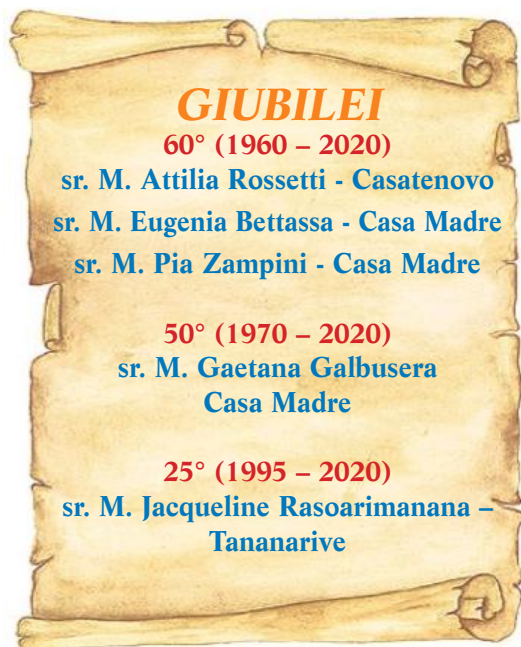 GIUBILEI
60° (1960 – 2020)
sr. M. Attilia Rossetti - Casatenovo
sr. M. Eugenia Bettassa - Casa Madre
sr. M. Pia Zampini - Casa Madre
50° (1970 – 2020)
sr. M. Gaetana Galbusera
Casa Madre
25° (1995 – 2020)
sr. M. Jacqueline Rasoarimanana –
Tananarive